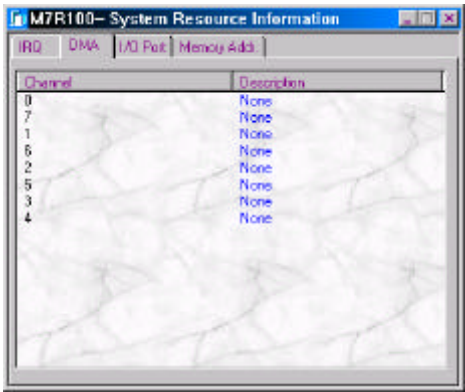 M7R100– System Resource Information
IRQ DMA I/O Port Memory Addr.
Channel Description
0 None
7 None
1 None
6 None
2 None
5 None
3 None
4 None